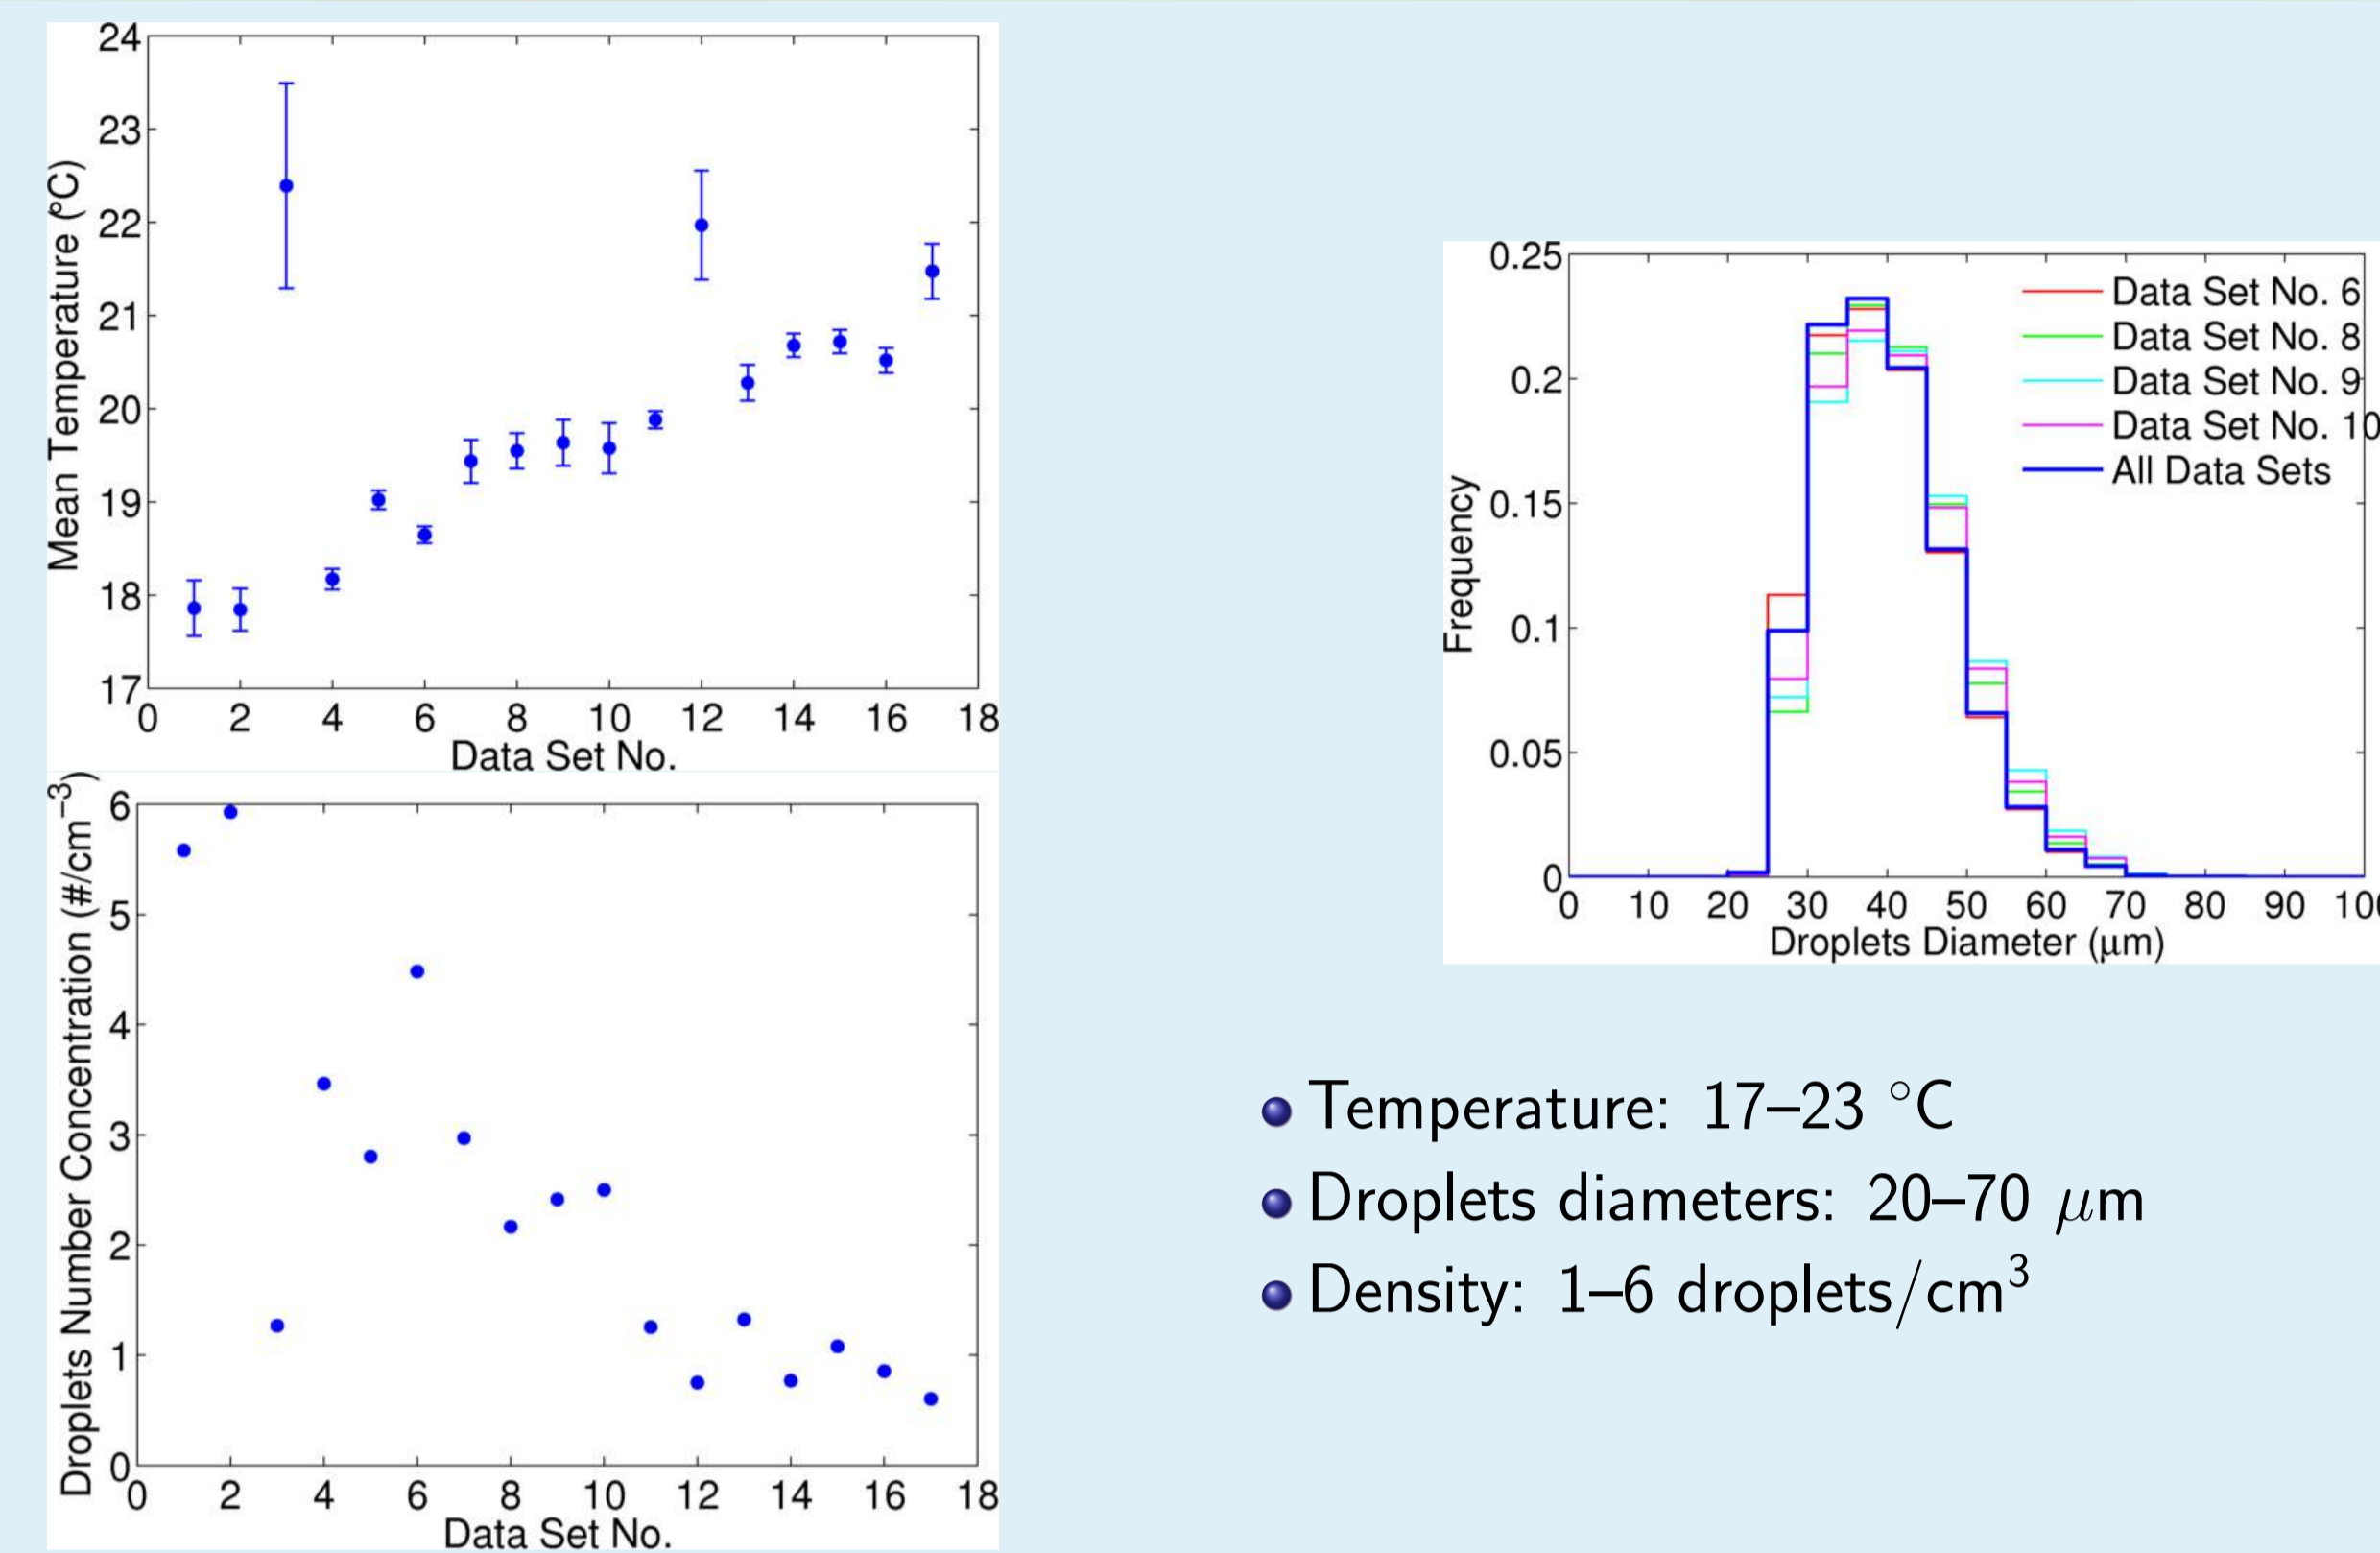 24
23
22
21
20
19
18
17
Mean Temperature (°C)
0 2 4 6 8 10 12 14 16 18
Data Set No.
6
5
4
3
2
1
0
Droplets Number Concentration (#/cm⁻³)
0 2 4 6 8 10 12 14 16 18
Data Set No.
0.25
0.2
0.15
0.1
0.05
0
Frequency
Data Set No. 6
Data Set No. 8
Data Set No. 9
Data Set No. 10
All Data Sets
0 10 20 30 40 50 60 70 80 90 100
Droplets Diameter (μm)
Temperature: 17–23 °C
Droplets diameters: 20–70 μm
Density: 1–6 droplets/cm³